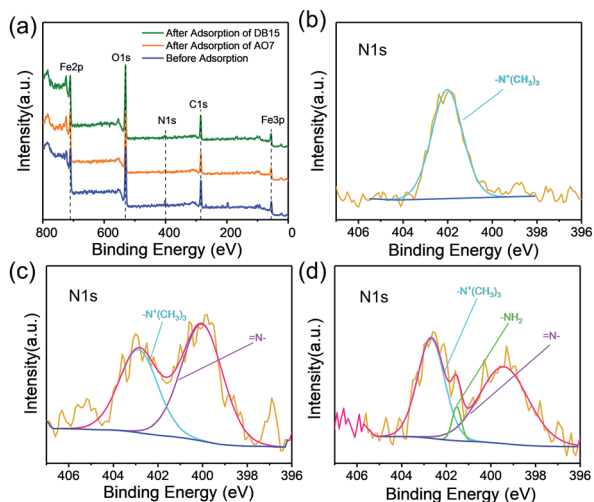 (a)
After Adsorption of DB15
After Adsorption of AO7
Before Adsorption
Fe2p
O1s
N1s
C1s
Fe3p
Intensity(a.u.)
800 600 400 200 0
Binding Energy (eV)
(b)
N1s
-N⁺(CH₃)₃
Intensity(a.u.)
406 404 402 400 398 396
Binding Energy (eV)
(c)
N1s
-N⁺(CH₃)₃
=N-
Intensity(a.u.)
406 404 402 400 398 396
Binding Energy (eV)
(d)
N1s
-N⁺(CH₃)₃
-NH₂
=N-
Intensity(a.u.)
406 404 402 400 398 396
Binding Energy (eV)